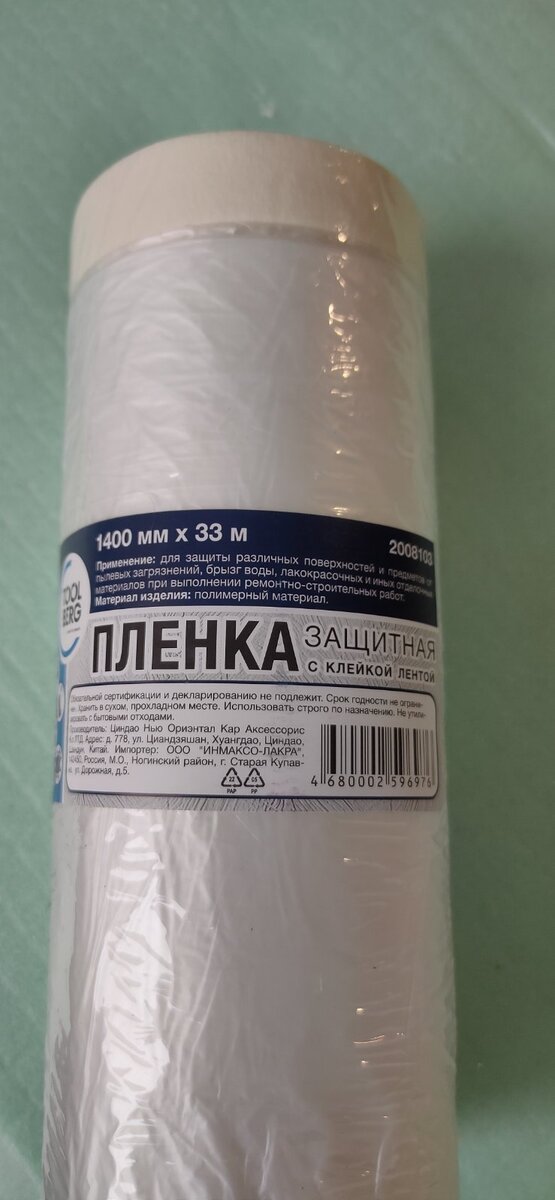 1400 мм х 33 м
2008103
Применение: для защиты различных поверхностей и предметов от
пылевых загрязнений, брызг воды, лакокрасочных и иных отделочных
материалов при выполнении ремонтно-строительных работ.
Материал изделия: полимерный материал.
TOOL
BERG
ПЛЕНКА ЗАЩИТНАЯ
С КЛЕЙКОЙ ЛЕНТОЙ
Обязательной сертификации и декларированию не подлежит. Срок годности не ограни-
чен. Хранить в сухом, прохладном месте. Использовать строго по назначению. Не утили-
зировать с бытовыми отходами.
Производитель: Циндао Нью Ориэнтал Кар Аксессорис
Ко.ЛТД. Адрес: д. 778, ул. Циандзяшан, Хуангдао, Циндао,
Шандун, Китай. Импортер: ООО "ИНМАКСО-ЛАКРА",
142450, Россия, М.О., Ногинский район, г. Старая Купав-
на, ул. Дорожная, д.5.
22
PAP
05
PP
4 680002 596976